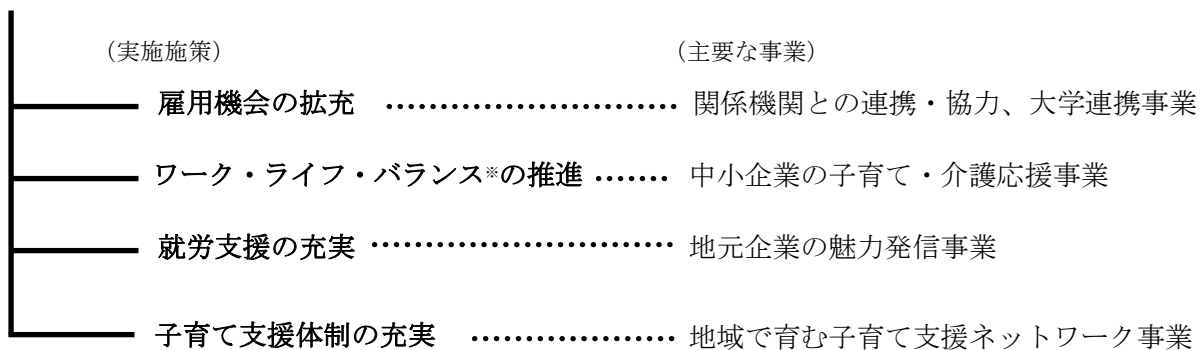 （実施施策） （主要な事業）
雇用機会の拡充 ………………………… 関係機関との連携・協力、大学連携事業
ワーク・ライフ・バランス※の推進 ……. 中小企業の子育て・介護応援事業
就労支援の充実 ………………………… 地元企業の魅力発信事業
子育て支援体制の充実 ………………… 地域で育む子育て支援ネットワーク事業